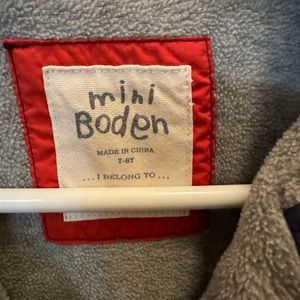 mini
Boden
MADE IN CHINA
7-8Y
... I BELONG TO ...